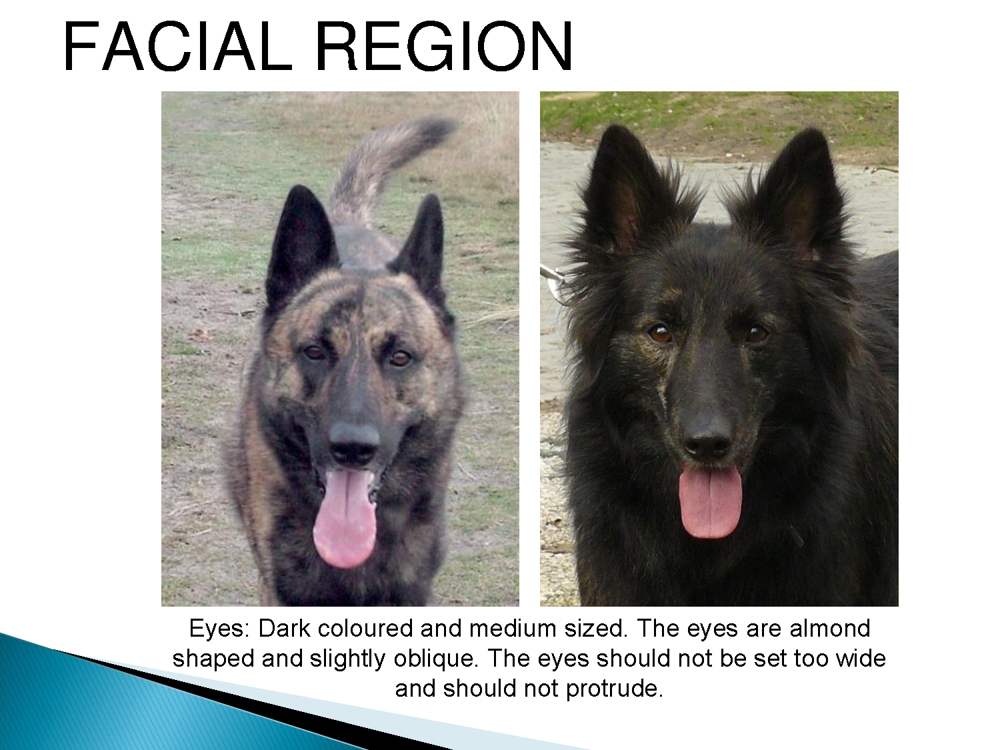 FACIAL REGION
Eyes: Dark coloured and medium sized. The eyes are almond
shaped and slightly oblique. The eyes should not be set too wide
and should not protrude.